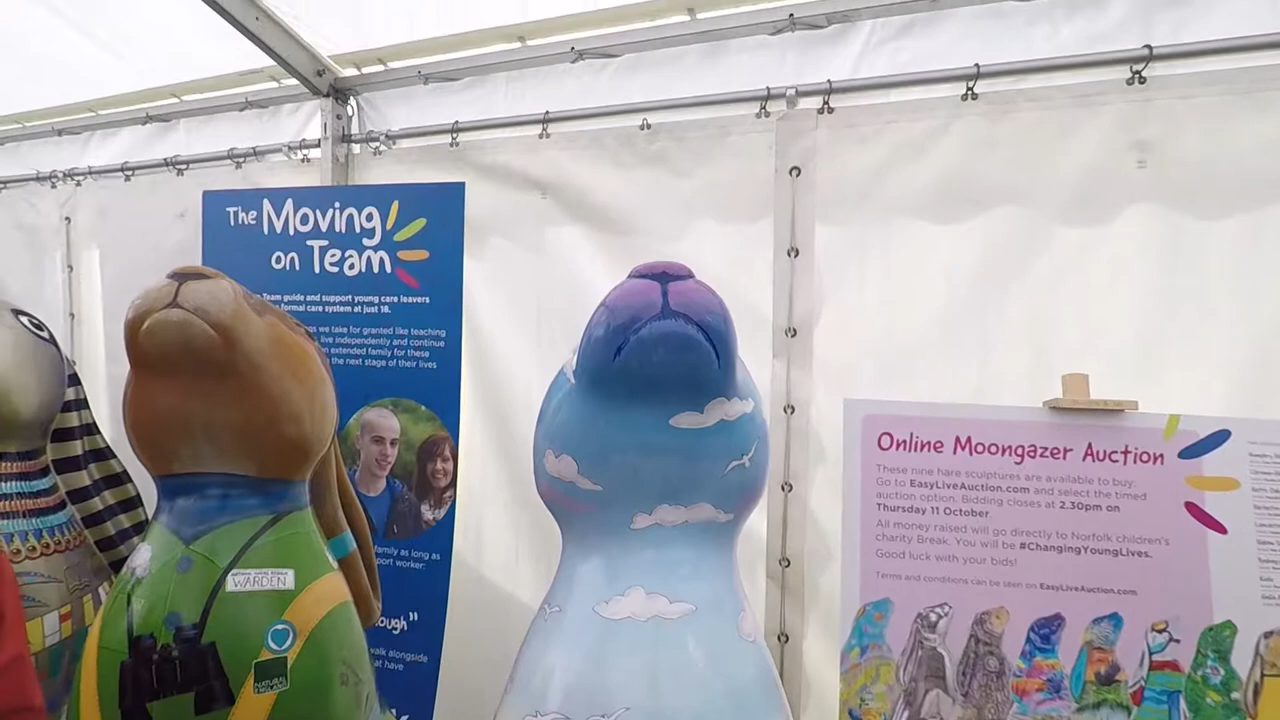 The Moving
on Team
Team guide and support young care leavers
formal care system at just 18.
we take for granted like teaching
live independently and continue
extended family for these
the next stage of their lives
family as long as
port worker:
ough"
walk alongside
at have
WARDEN
NATURAL
ENGLAND
Online Moongazer Auction
These nine hare sculptures are available to buy.
Go to EasyLiveAuction.com and select the timed
auction option. Bidding closes at 2.30pm on
Thursday 11 October.
All money raised will go directly to Norfolk children's
charity Break. You will be #ChangingYoungLives.
Good luck with your bids!
Terms and conditions can be seen on EasyLiveAuction.com